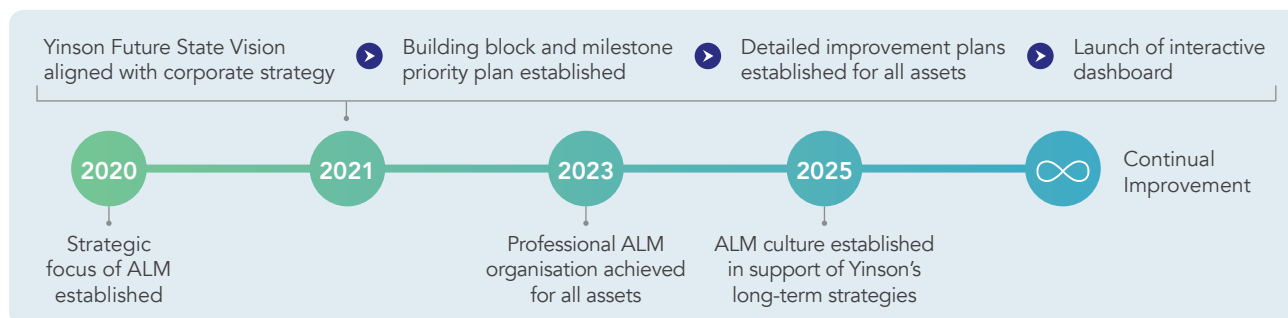 Yinson Future State Vision
aligned with corporate strategy
Building block and milestone
priority plan established
Detailed improvement plans
established for all assets
Launch of interactive
dashboard
2020
2021
2023
2025
Continual
Improvement
Strategic
focus of ALM
established
Professional ALM
organisation achieved
for all assets
ALM culture established
in support of Yinson’s
long-term strategies